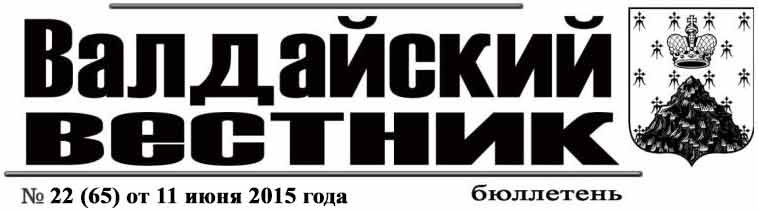 Валдайский
вестник
№ 22 (65) от 11 июня 2015 года бюллетень